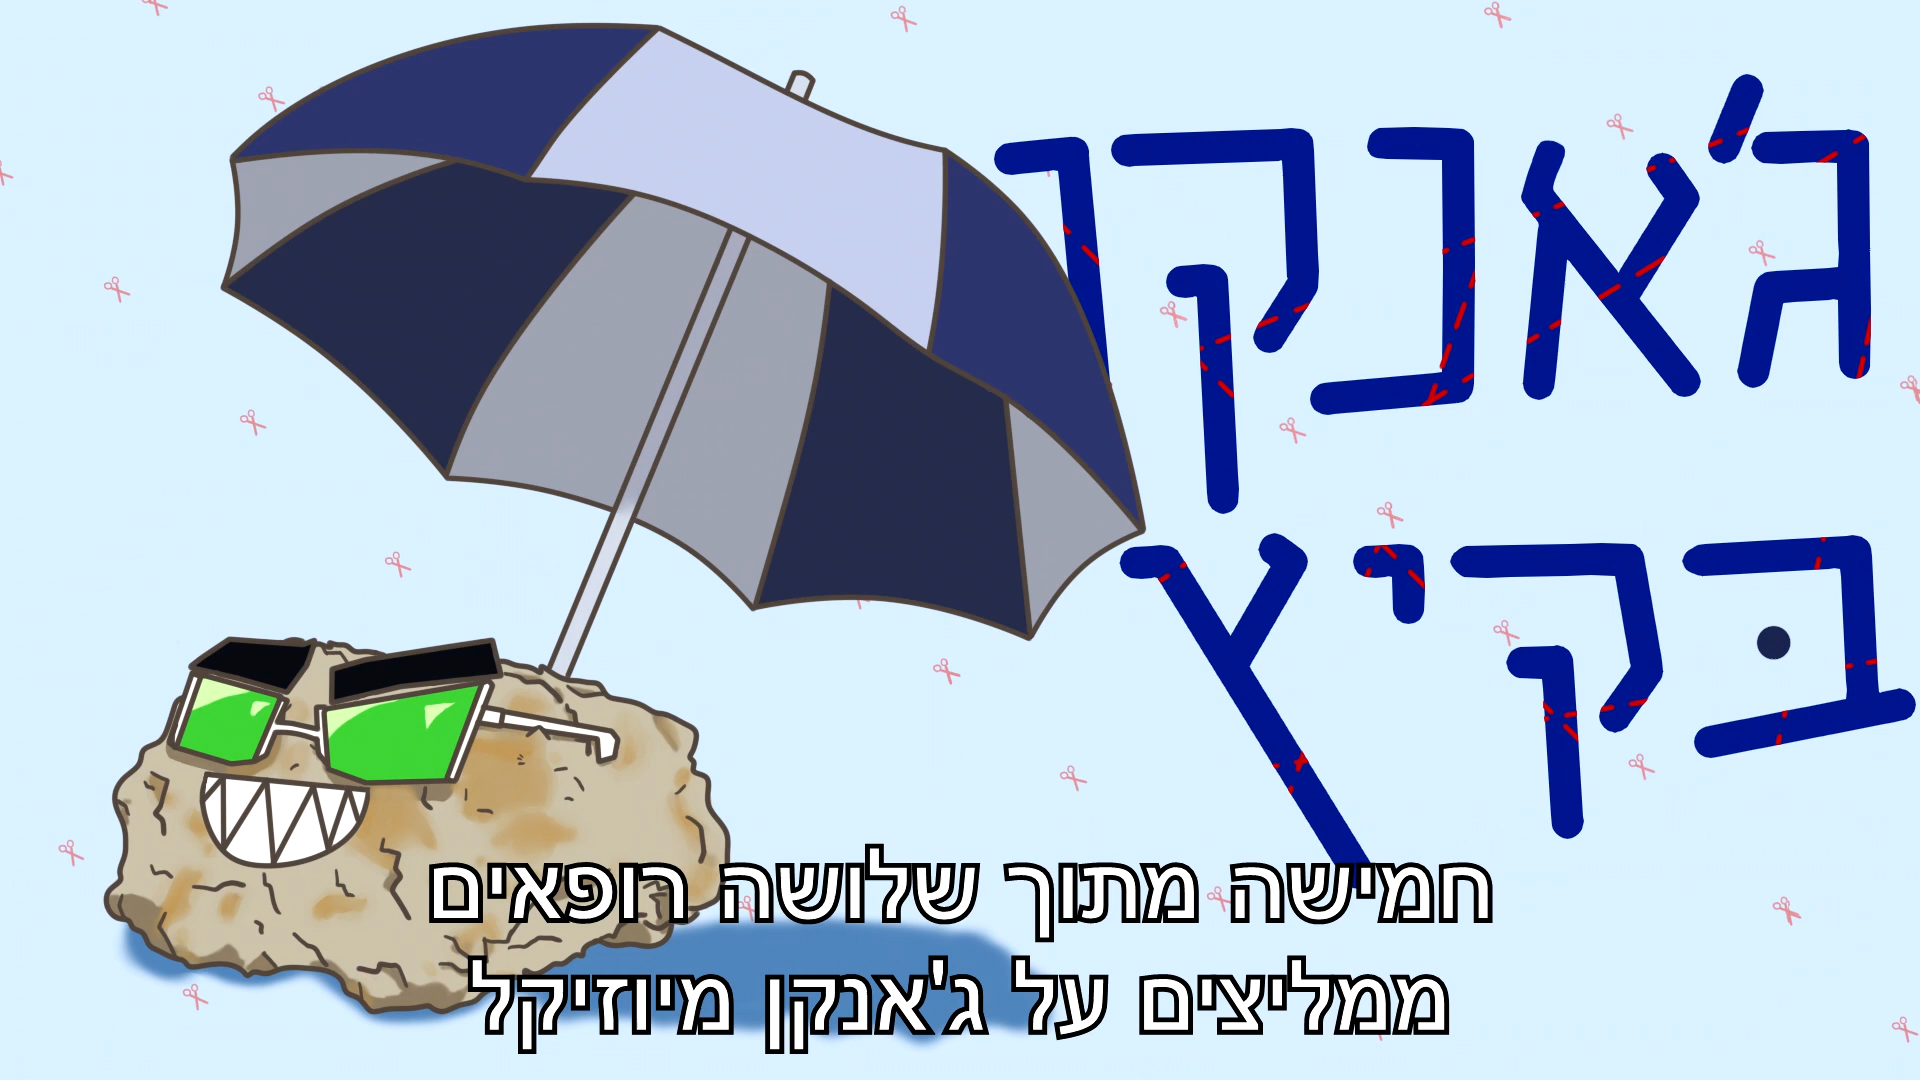 ג'אנקן
בקיץ
חמישה מתוך שלושה רופאים
ממליצים על ג'אנקן מיוזיקל